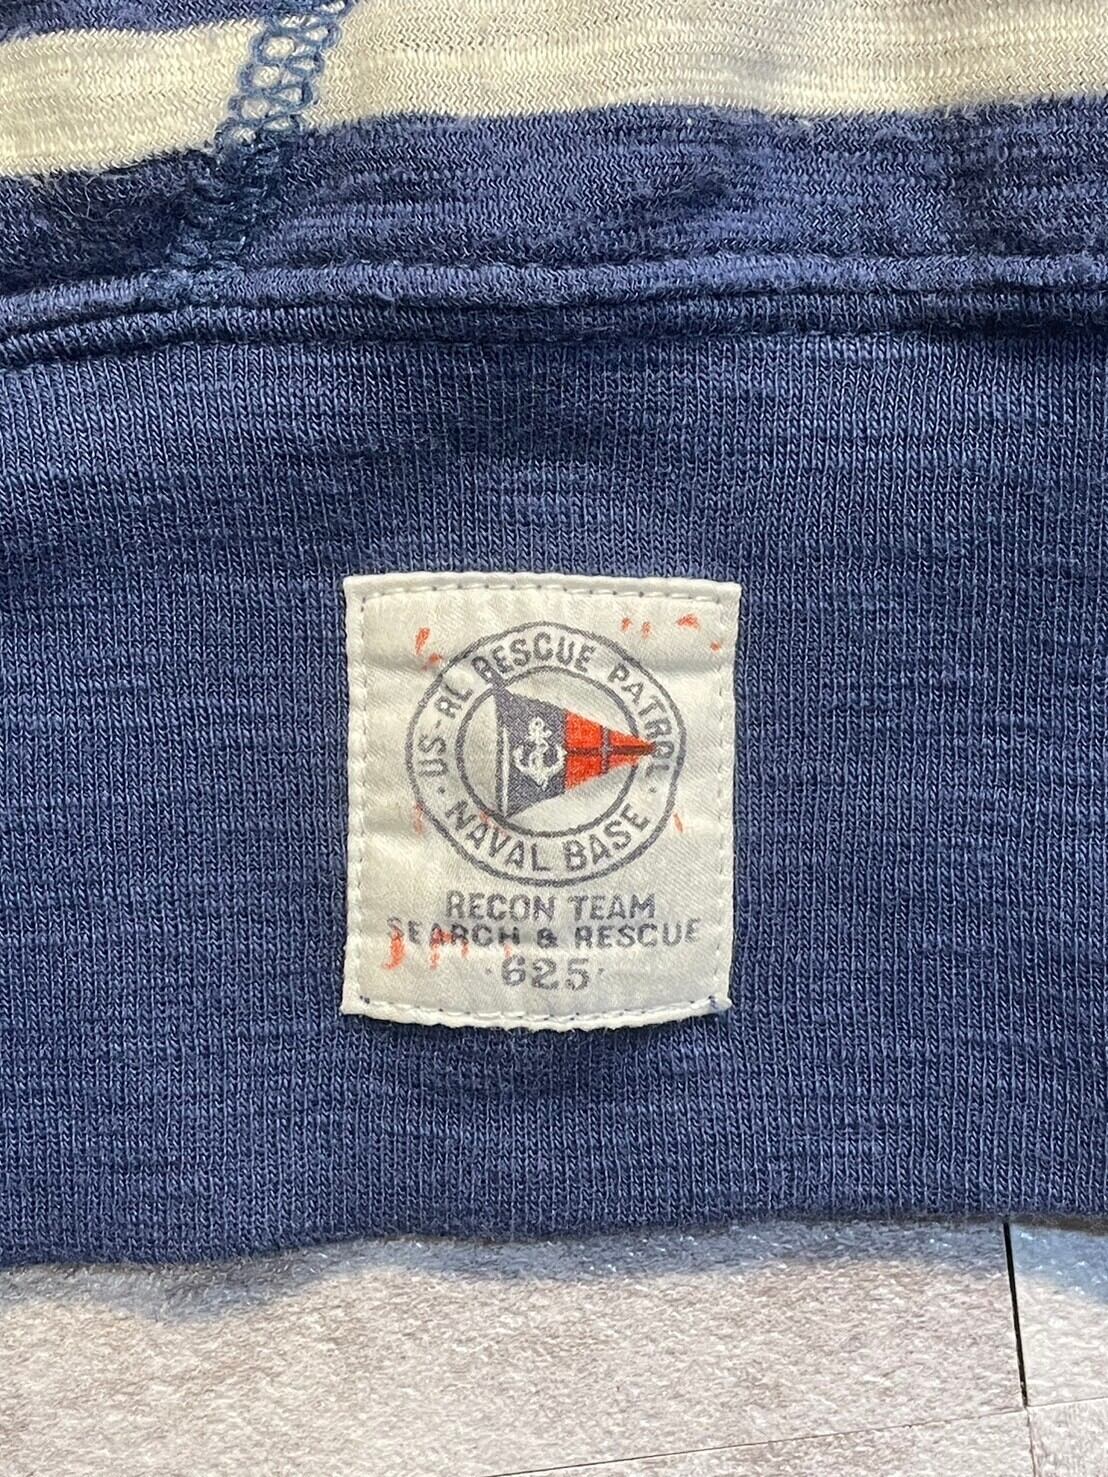 US-RL RESCUE PATROL
· NAVAL BASE ·
RECON TEAM
SEARCH & RESCUE
·625·